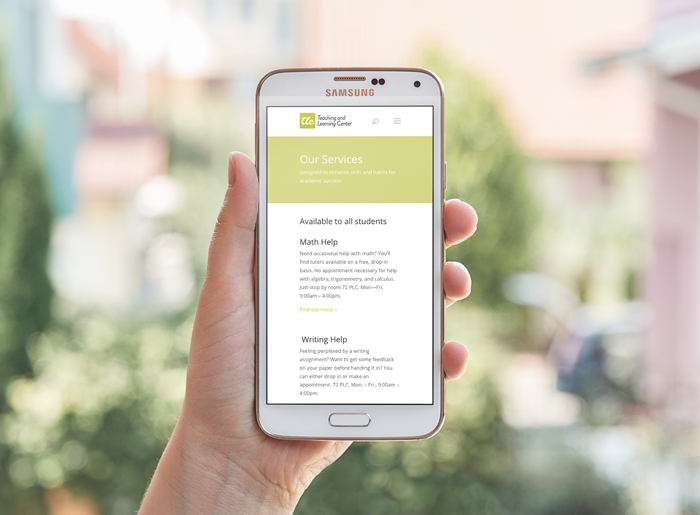 SAMSUNG
tlc Teaching and
Learning Center
Our Services
Designed to enhance skills and habits for
academic success
Available to all students
Math Help
Need occasional help with math? You'll
find tutors available on a free, drop-in
basis. No appointment necessary for help
with algebra, trigonometry, and calculus.
Just stop by room 72 PLC, Mon—Fri,
9:00am – 4:00pm.
Find out more ››
Writing Help
Feeling perplexed by a writing
assignment? Want to get some feedback
on your paper before handing it in? You
can either drop in or make an
appointment. 72 PLC, Mon. – Fri., 9:00am –
4:00pm.